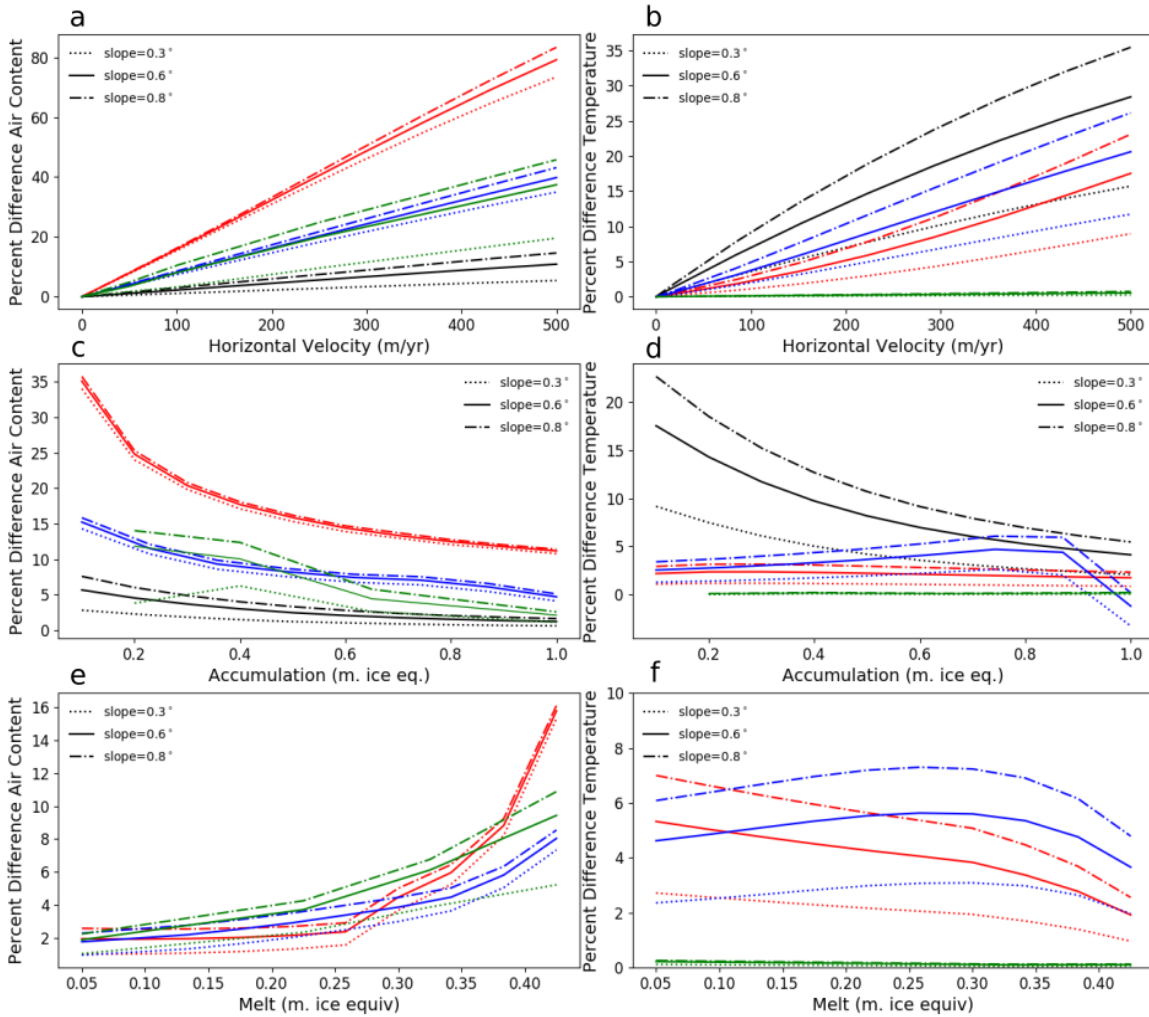 a
Percent Difference Air Content
80
60
40
20
0
slope=0.3°
slope=0.6°
slope=0.8°
0 100 200 300 400 500
Horizontal Velocity (m/yr)
b
Percent Difference Temperature
35
30
25
20
15
10
5
0
slope=0.3°
slope=0.6°
slope=0.8°
0 100 200 300 400 500
Horizontal Velocity (m/yr)
c
Percent Difference Air Content
35
30
25
20
15
10
5
0
slope=0.3°
slope=0.6°
slope=0.8°
0.2 0.4 0.6 0.8 1.0
Accumulation (m. ice eq.)
d
Percent Difference Temperature
20
15
10
5
0
slope=0.3°
slope=0.6°
slope=0.8°
0.2 0.4 0.6 0.8 1.0
Accumulation (m. ice eq.)
e
Percent Difference Air Content
16
14
12
10
8
6
4
2
slope=0.3°
slope=0.6°
slope=0.8°
0.05 0.10 0.15 0.20 0.25 0.30 0.35 0.40
Melt (m. ice equiv)
f
Percent Difference Temperature
10
8
6
4
2
0
slope=0.3°
slope=0.6°
slope=0.8°
0.05 0.10 0.15 0.20 0.25 0.30 0.35 0.40
Melt (m. ice equiv)